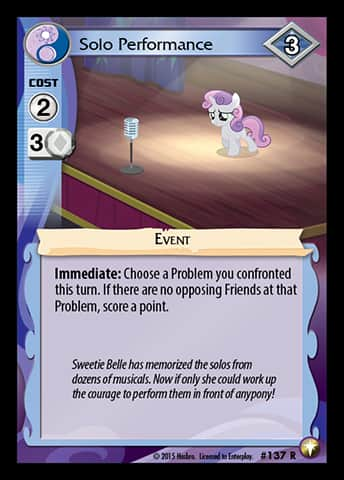 Solo Performance
3
COST
2
3
EVENT
Immediate: Choose a Problem you confronted
this turn. If there are no opposing Friends at that
Problem, score a point.
Sweetie Belle has memorized the solos from
dozens of musicals. Now if only she could work up
the courage to perform them in front of anypony!
© 2015 Hasbro. Licensed to Enterplay. #137 R